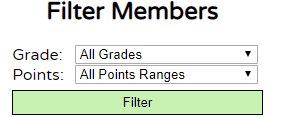 Filter Members
Grade: All Grades
Points: All Points Ranges
Filter